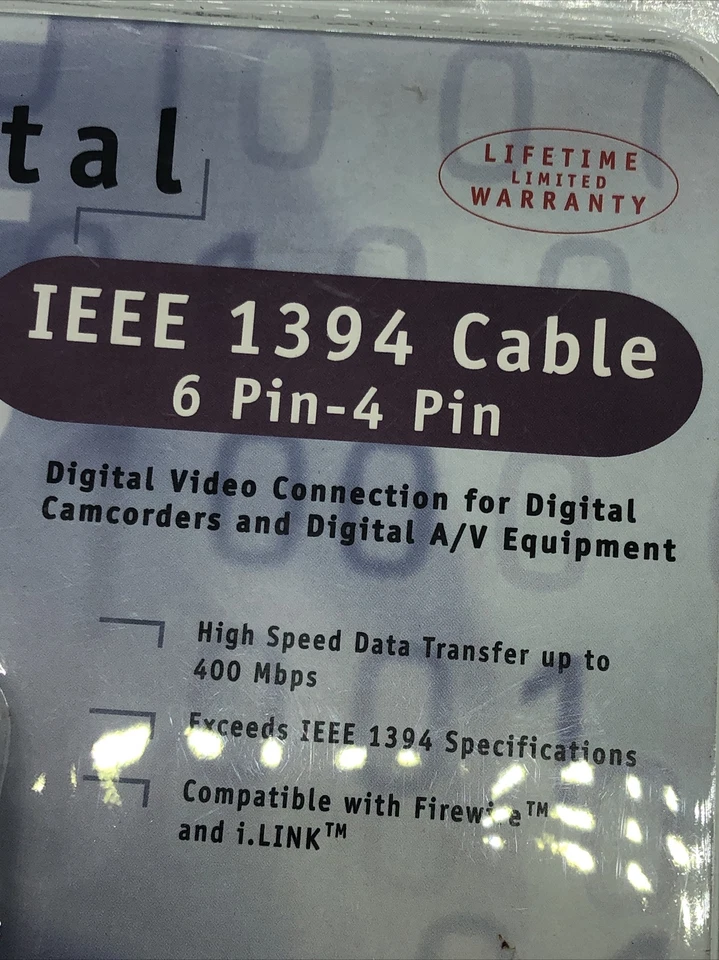 tal
LIFETIME
LIMITED
WARRANTY
IEEE 1394 Cable
6 Pin-4 Pin
Digital Video Connection for Digital
Camcorders and Digital A/V Equipment
High Speed Data Transfer up to
400 Mbps
Exceeds IEEE 1394 Specifications
Compatible with Firewire™
and i.LINK™